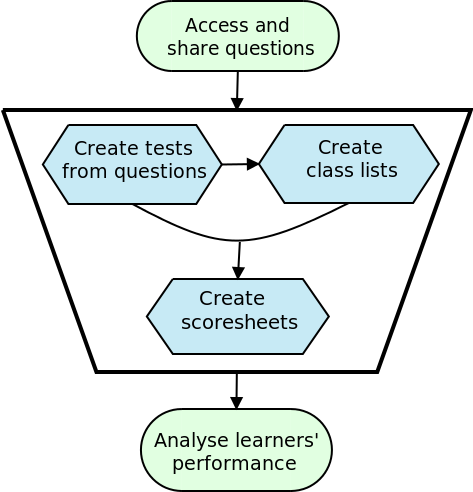 Access and
share questions
Create tests
from questions
Create
class lists
Create
scoresheets
Analyse learners'
performance